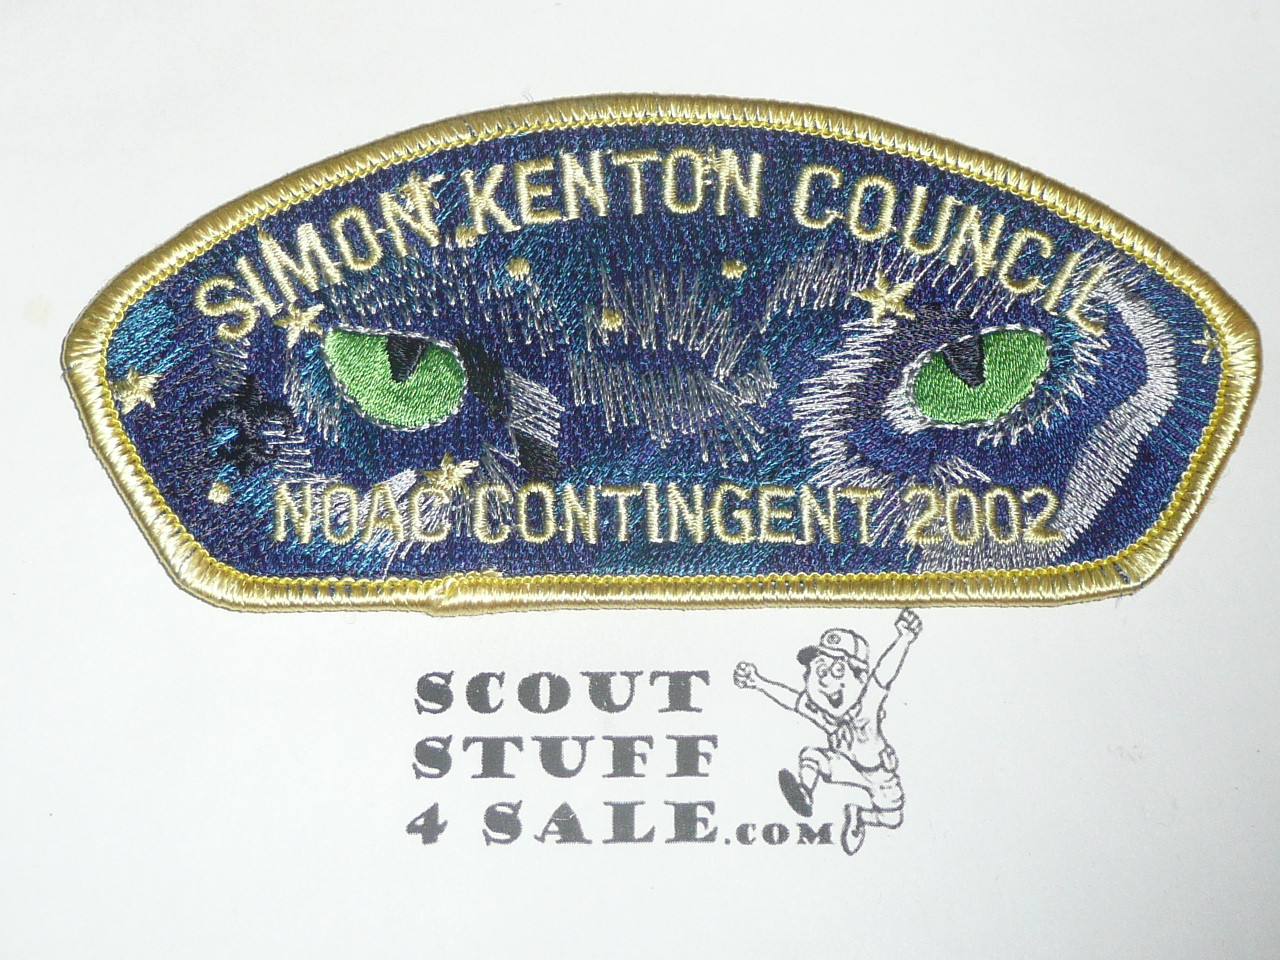 SIMON KENTON COUNCIL
NOAC CONTINGENT 2002
SCOUT
STUFF
4 SALE.COM